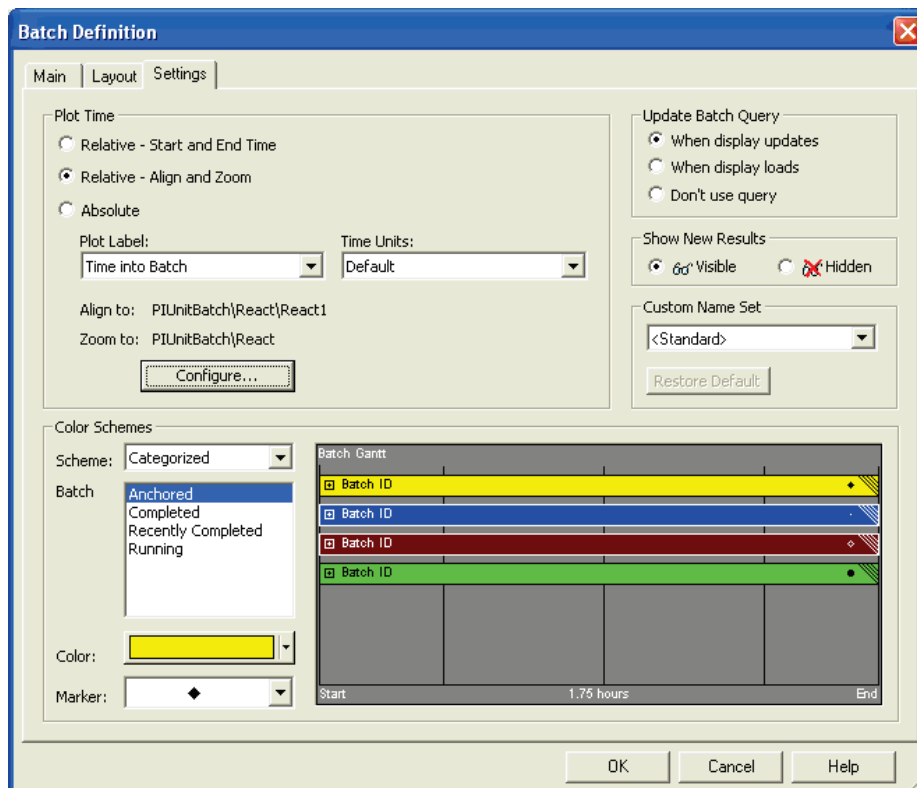 Batch Definition
Main Layout Settings
Plot Time
Relative - Start and End Time
Relative - Align and Zoom
Absolute
Plot Label: Time Units:
Time into Batch Default
Align to: PIUnitBatch\React\React1
Zoom to: PIUnitBatch\React
Configure...
Update Batch Query
When display updates
When display loads
Don't use query
Show New Results
Visible Hidden
Custom Name Set
<Standard>
Restore Default
Color Schemes
Scheme: Categorized
Batch
Anchored
Completed
Recently Completed
Running
Color:
Marker:
Batch Gantt
Batch ID
Batch ID
Batch ID
Batch ID
Start 1.75 hours End
OK Cancel Help